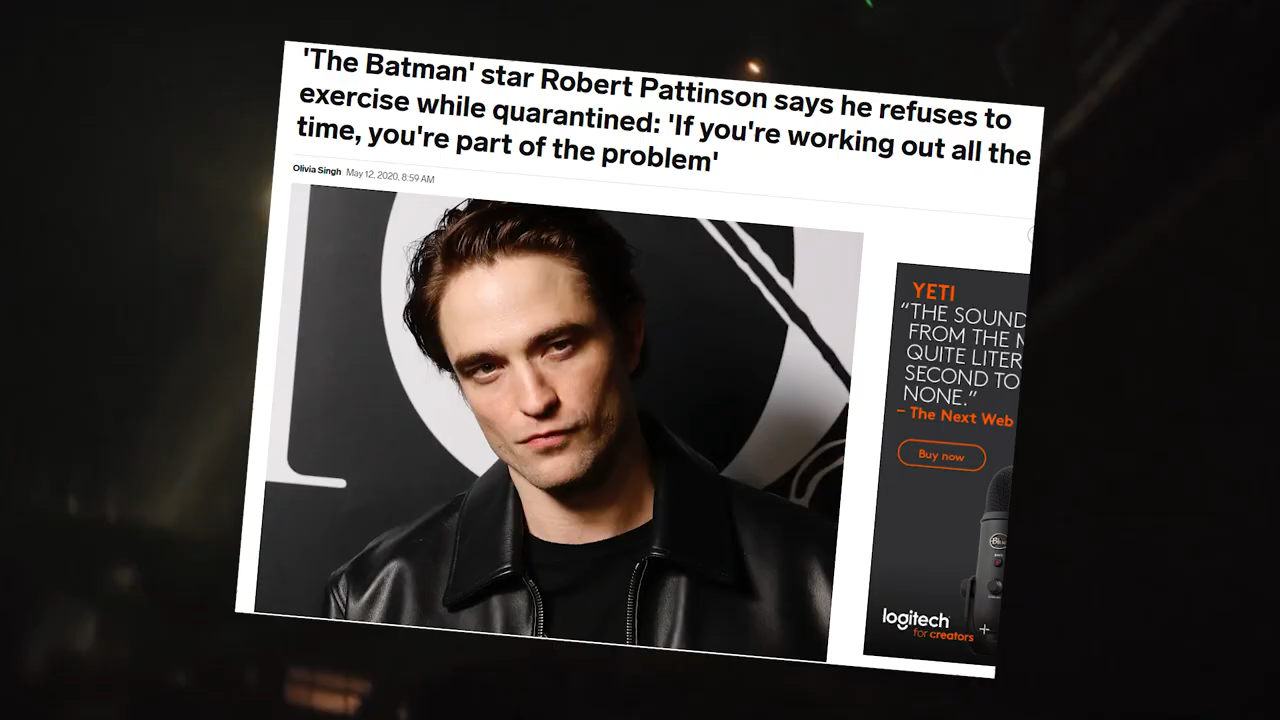 'The Batman' star Robert Pattinson says he refuses to
exercise while quarantined: 'If you're working out all the
time, you're part of the problem'
Olivia Singh May 12, 2020, 8:59 AM
YETI
“THE SOUND
FROM THE
QUITE LITER
SECOND TO
NONE.”
– The Next Web
Buy now
logitech
for creators